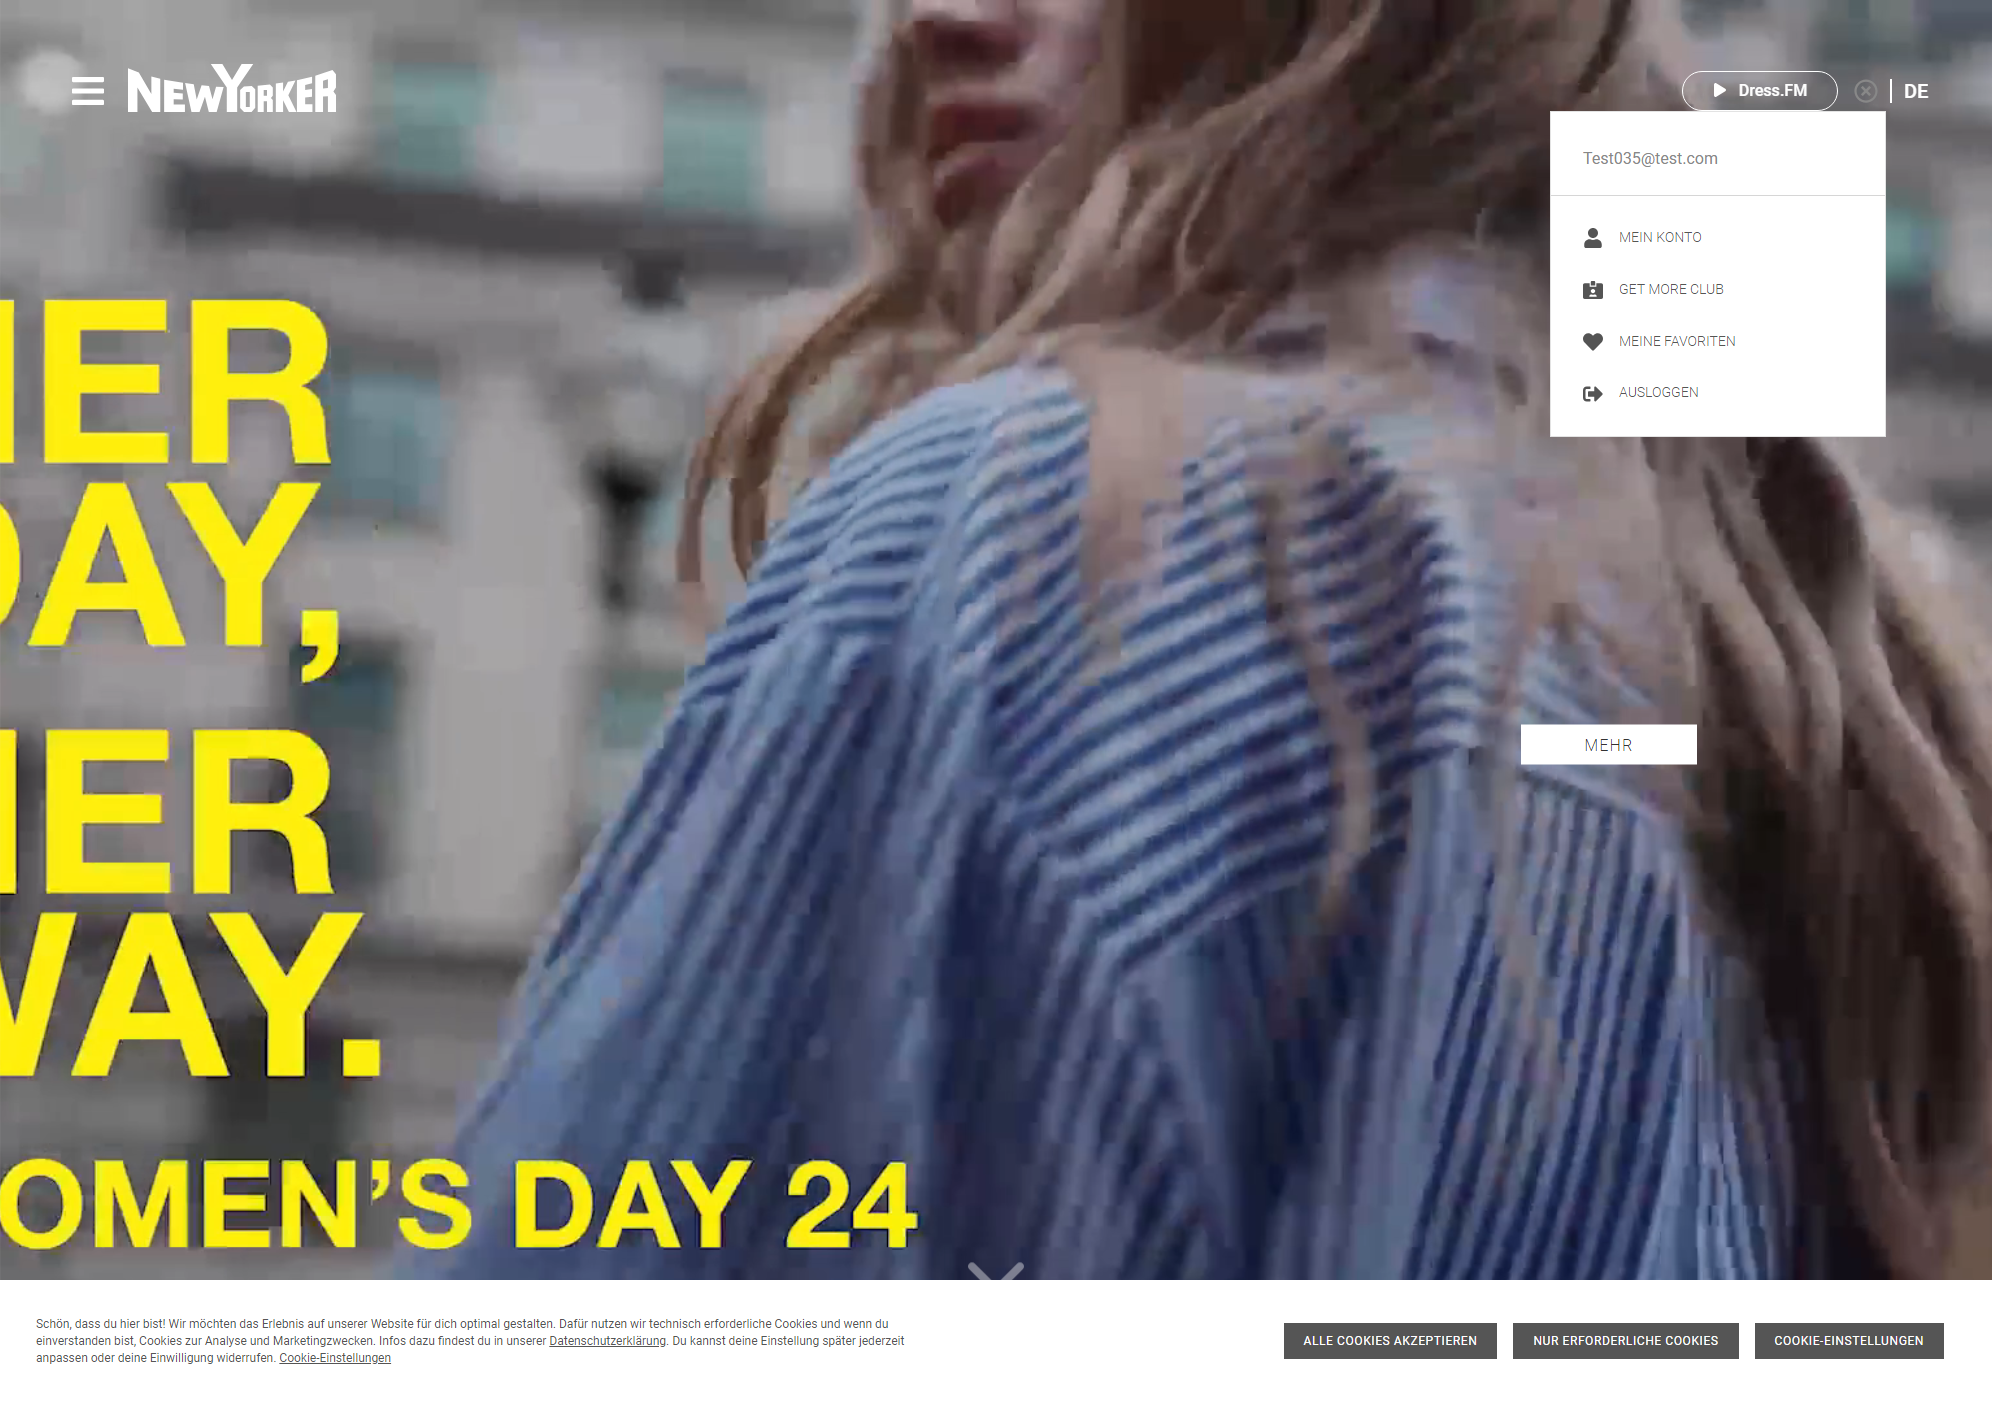 NEWYORKER
Dress.FM
DE
Test035@test.com
MEIN KONTO
GET MORE CLUB
MEINE FAVORITEN
AUSLOGGEN
HER
DAY,
HER
WAY.
OMEN'S DAY 24
MEHR
Schön, dass du hier bist! Wir möchten das Erlebnis auf unserer Website für dich optimal gestalten. Dafür nutzen wir technisch erforderliche Cookies und wenn du
einverstanden bist, Cookies zur Analyse und Marketingzwecken. Infos dazu findest du in unserer Datenschutzerklärung. Du kannst deine Einstellung später jederzeit
anpassen oder deine Einwilligung widerrufen. Cookie-Einstellungen
ALLE COOKIES AKZEPTIEREN
NUR ERFORDERLICHE COOKIES
COOKIE-EINSTELLUNGEN